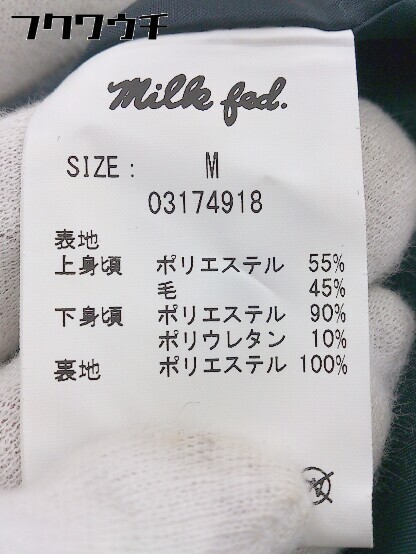 フクワウチ
milk fed.
SIZE: M
03174918
表地
上身頃 ポリエステル 55%
毛 45%
下身頃 ポリエステル 90%
ポリウレタン 10%
裏地 ポリエステル 100%